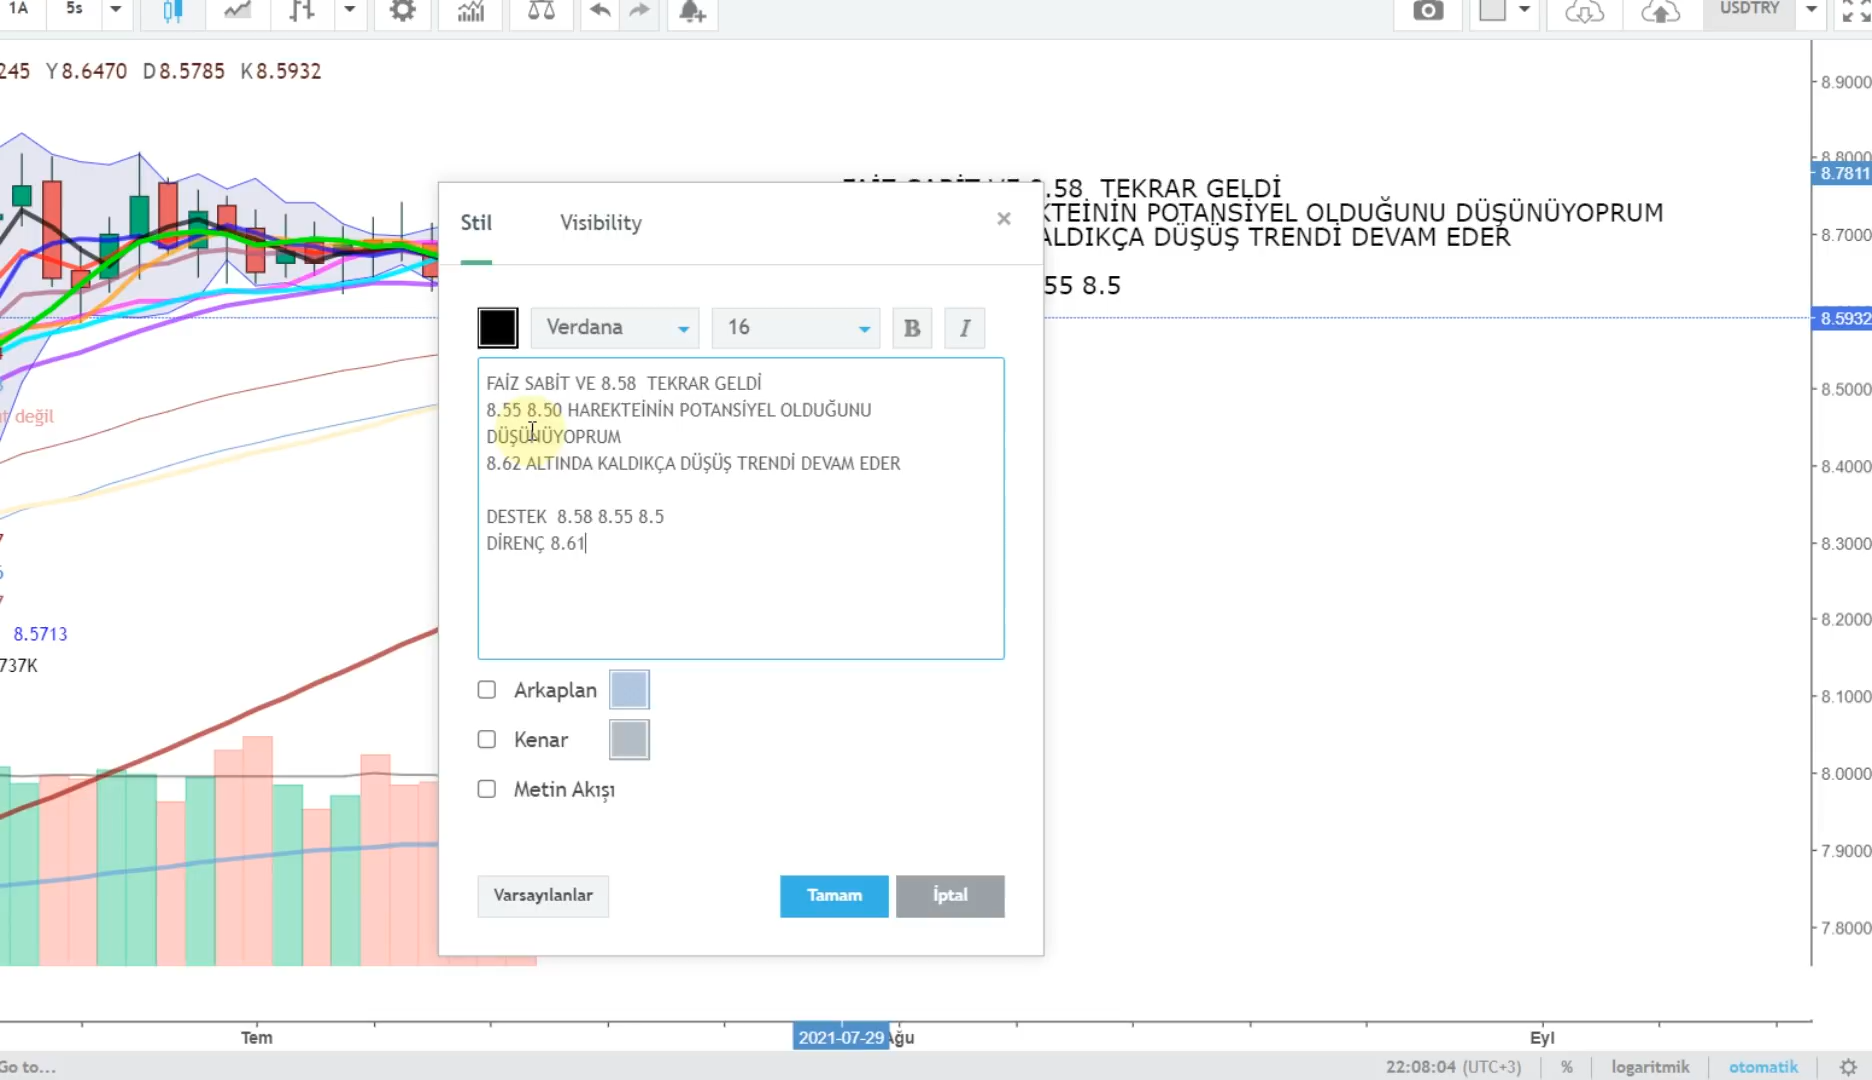 1A 5s USDTRY
245 Y8.6470 D8.5785 K8.5932
8.9000
8.8000
8.7811
8.7000
8.5932
8.5000
8.4000
8.3000
8.2000
8.1000
8.0000
7.9000
7.8000
.58 TEKRAR GELDİ
KTEİNİN POTANSİYEL OLDUĞUNU DÜŞÜNÜYOPRUM
ALDIKÇA DÜŞÜŞ TRENDİ DEVAM EDER
55 8.5
Stil Visibility
Verdana 16 B I
FAİZ SABİT VE 8.58 TEKRAR GELDİ
8.55 8.50 HAREKTEİNİN POTANSİYEL OLDUĞUNU
DÜŞÜNÜYOPRUM
8.62 ALTINDA KALDIKÇA DÜŞÜŞ TRENDİ DEVAM EDER
DESTEK 8.58 8.55 8.5
DİRENÇ 8.61
Arkaplan
Kenar
Metin Akışı
Varsayılanlar Tamam İptal
değil
8.5713
737K
Tem 2021-07-29 Ağu Eyl
Go to...
22:08:04 (UTC+3) % logaritmik otomatik